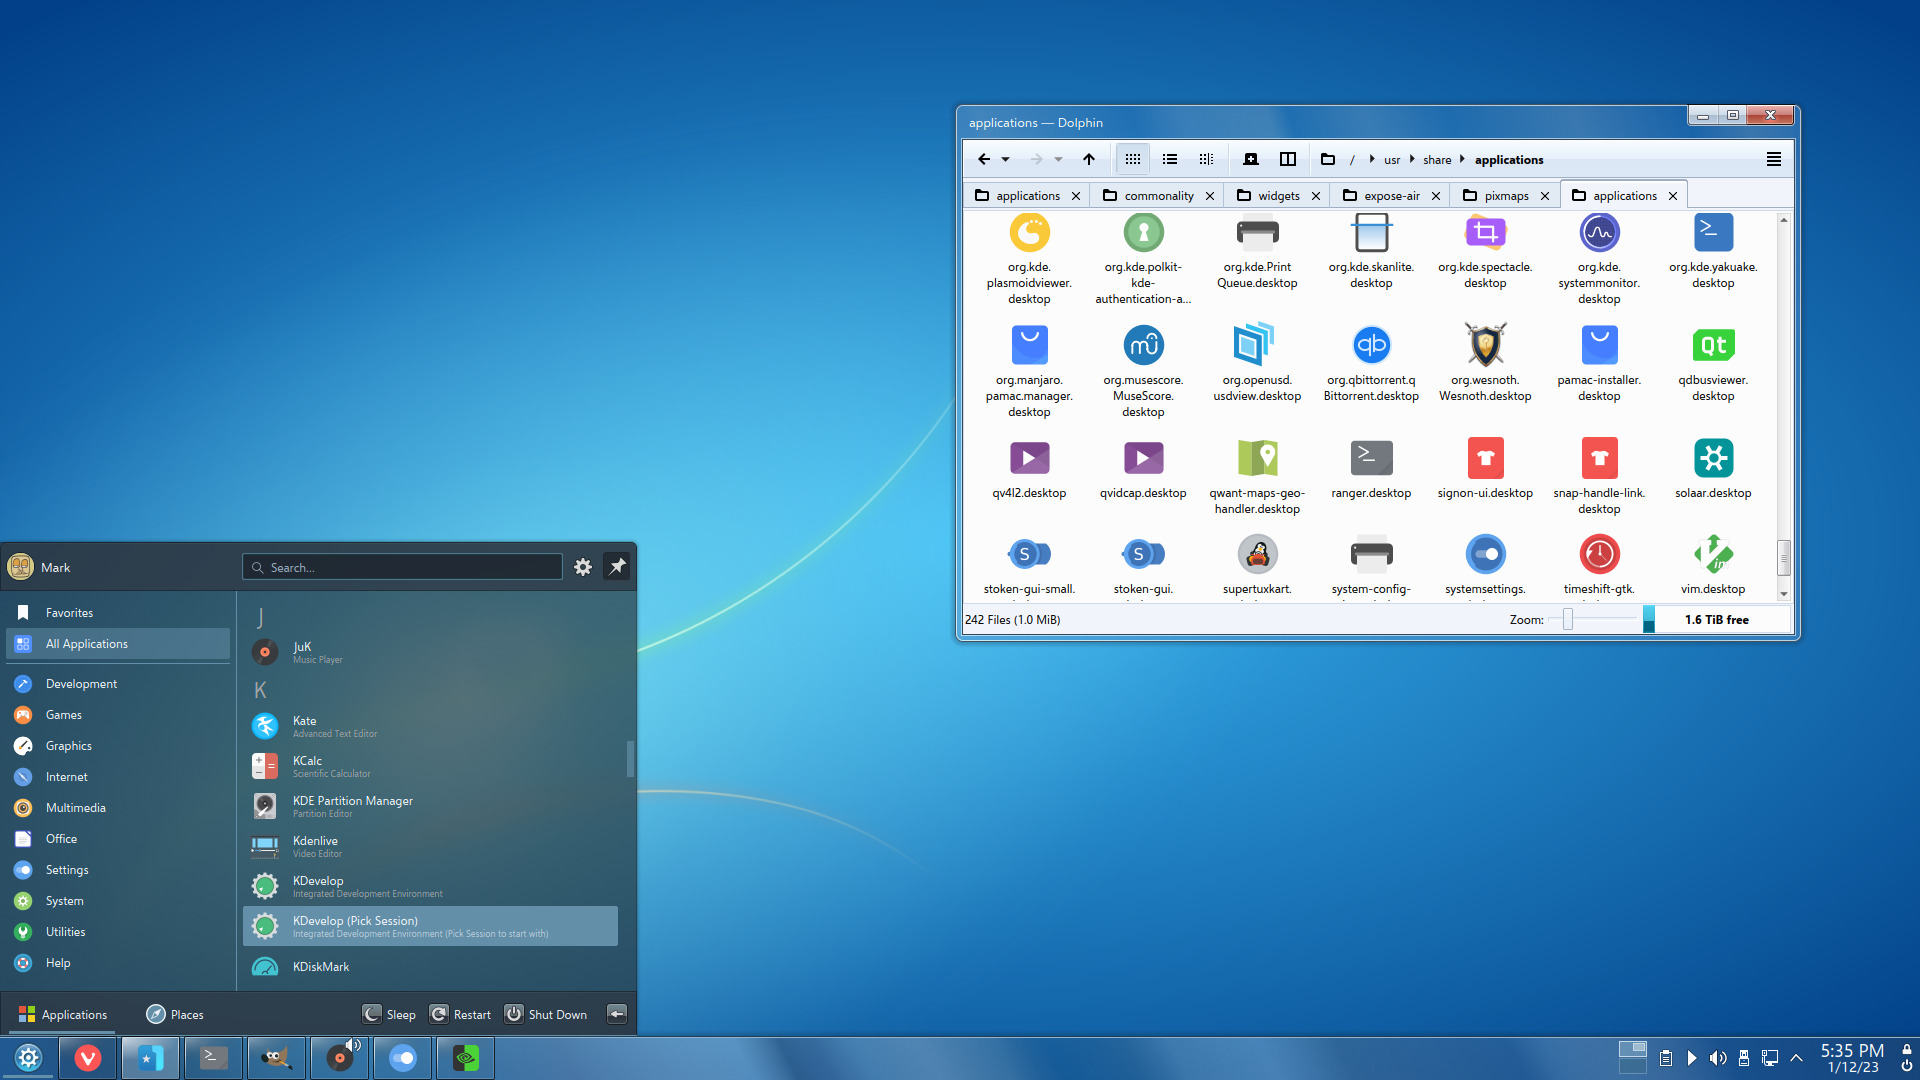 applications — Dolphin
/ usr share applications
applications commonality widgets expose-air pixmaps applications
org.kde.
plasmoidviewer.
desktop
org.kde.polkit-
kde-
authentication-a...
org.kde.Print
Queue.desktop
org.kde.skanlite.
desktop
org.kde.spectacle.
desktop
org.kde.
systemmonitor.
desktop
org.kde.yakuake.
desktop
org.manjaro.
pamac.manager.
desktop
org.musescore.
MuseScore.
desktop
org.openusd.
usdview.desktop
org.qbittorrent.q
Bittorrent.desktop
org.wesnoth.
Wesnoth.desktop
pamac-installer.
desktop
Qt
qdbusviewer.
desktop
qv4l2.desktop
qvidcap.desktop
qwant-maps-geo-
handler.desktop
ranger.desktop
signon-ui.desktop
snap-handle-link.
desktop
solaar.desktop
S
stoken-gui-small.
S
stoken-gui.
supertuxkart.
system-config-
systemsettings.
timeshift-gtk.
vim.desktop
242 Files (1.0 MiB)
Zoom:
1.6 TiB free
Mark
Search...
Favorites
All Applications
Development
Games
Graphics
Internet
Multimedia
Office
Settings
System
Utilities
Help
J
JuK
Music Player
K
Kate
Advanced Text Editor
KCalc
Scientific Calculator
KDE Partition Manager
Partition Editor
Kdenlive
Video Editor
KDevelop
Integrated Development Environment
KDevelop (Pick Session)
Integrated Development Environment (Pick Session to start with)
KDiskMark
Applications Places Sleep Restart Shut Down
5:35 PM
1/12/23